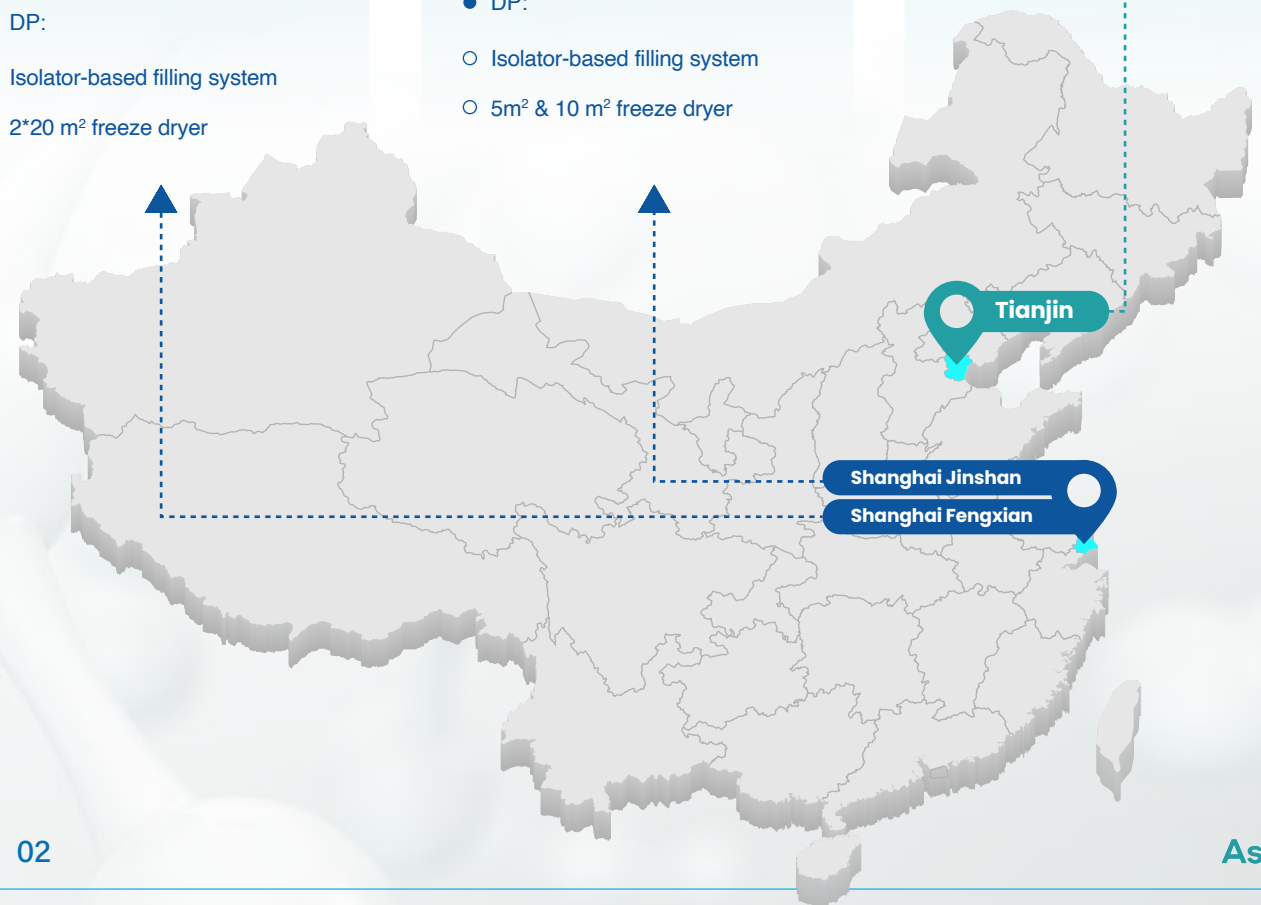 DP:
Isolator-based filling system
2*20 m² freeze dryer
DP:
Isolator-based filling system
5m² & 10 m² freeze dryer
Tianjin
Shanghai Jinshan
Shanghai Fengxian
02
As